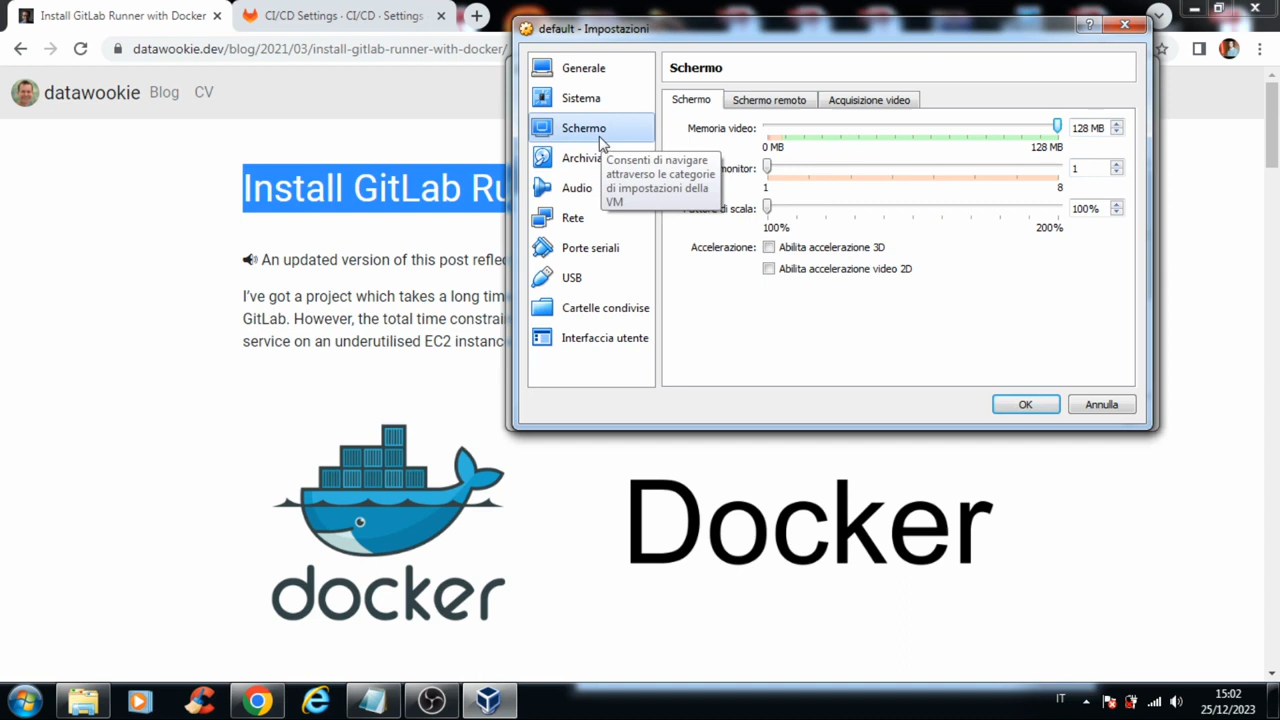 Install GitLab Runner with Docker
CI/CD Settings · CI/CD · Settings
datawookie.dev/blog/2021/03/install-gitlab-runner-with-docker/
datawookie Blog CV
Install GitLab Ru
An updated version of this post reflec
I've got a project which takes a long time
GitLab. However, the total time constrai
service on an underutilised EC2 instanc
docker
Docker
default - Impostazioni
Generale
Sistema
Schermo
Archivia
Audio
Rete
Porte seriali
USB
Cartelle condivise
Interfaccia utente
Consenti di navigare
attraverso le categorie
di impostazioni della
VM
Schermo
Schermo Schermo remoto Acquisizione video
Memoria video: 128 MB
0 MB 128 MB
monitor: 1
1 8
di scala: 100%
100% 200%
Accelerazione: Abilita accelerazione 3D
Abilita accelerazione video 2D
OK Annulla
IT
15:02
25/12/2023